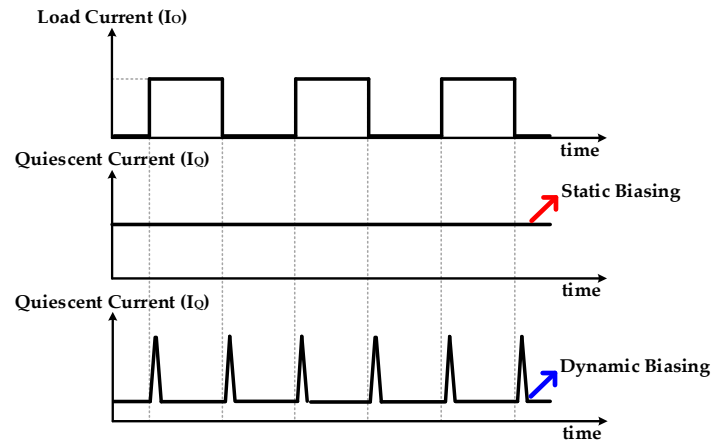 Load Current (IO)
time
Quiescent Current (IQ)
Static Biasing
time
Quiescent Current (IQ)
Dynamic Biasing
time